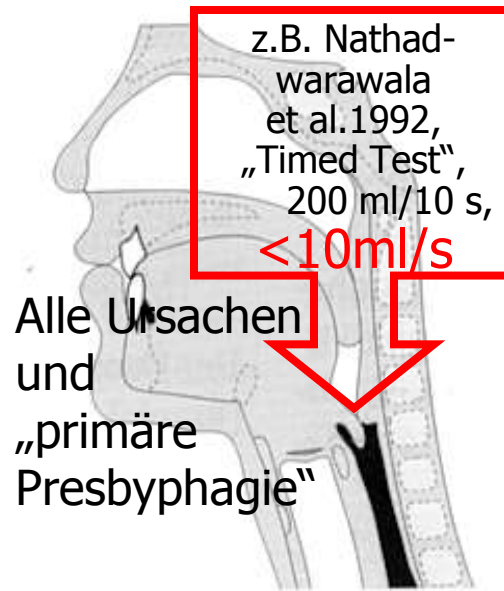 z.B. Nathad-
warawala
et al.1992,
„Timed Test“,
200 ml/10 s,
<10ml/s
Alle Ursachen
und
„primäre
Presbyphagie“